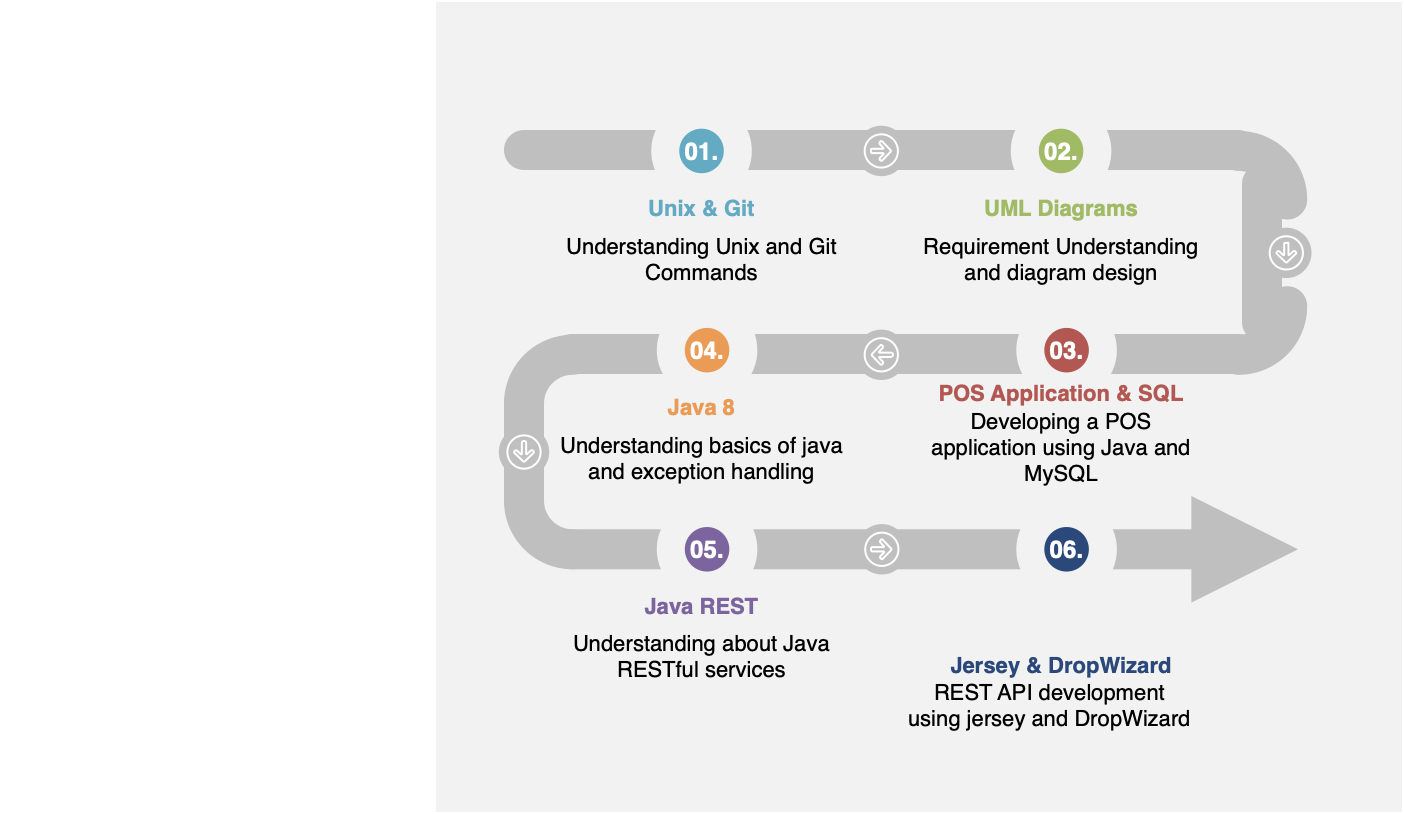 01.
Unix & Git
Understanding Unix and Git
Commands
02.
UML Diagrams
Requirement Understanding
and diagram design
03.
POS Application & SQL
Developing a POS
application using Java and
MySQL
04.
Java 8
Understanding basics of java
and exception handling
05.
Java REST
Understanding about Java
RESTful services
06.
Jersey & DropWizard
REST API development
using jersey and DropWizard